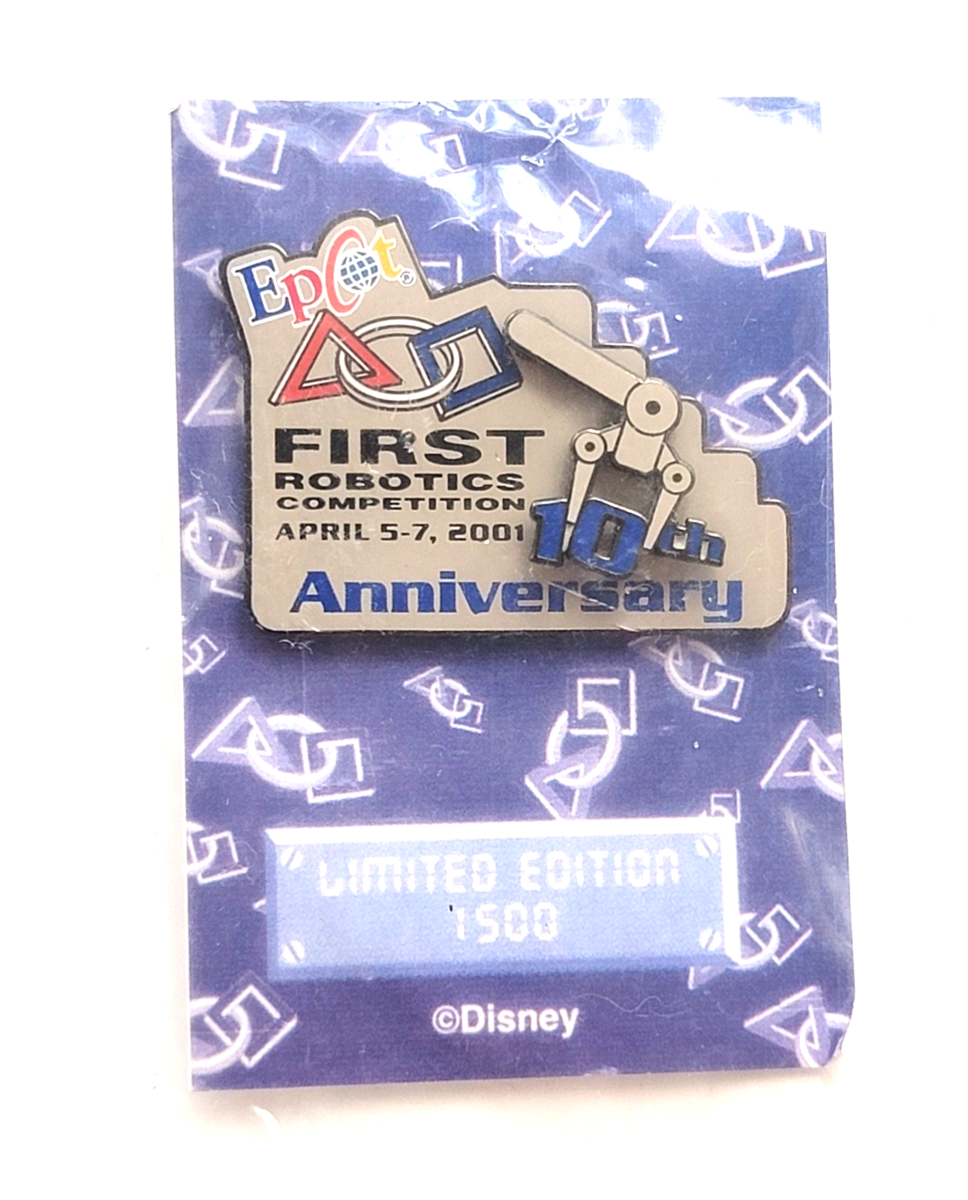 Epcot®
FIRST
ROBOTICS
COMPETITION
APRIL 5-7, 2001
10th
Anniversary
LIMITED EDITION
1500
©Disney